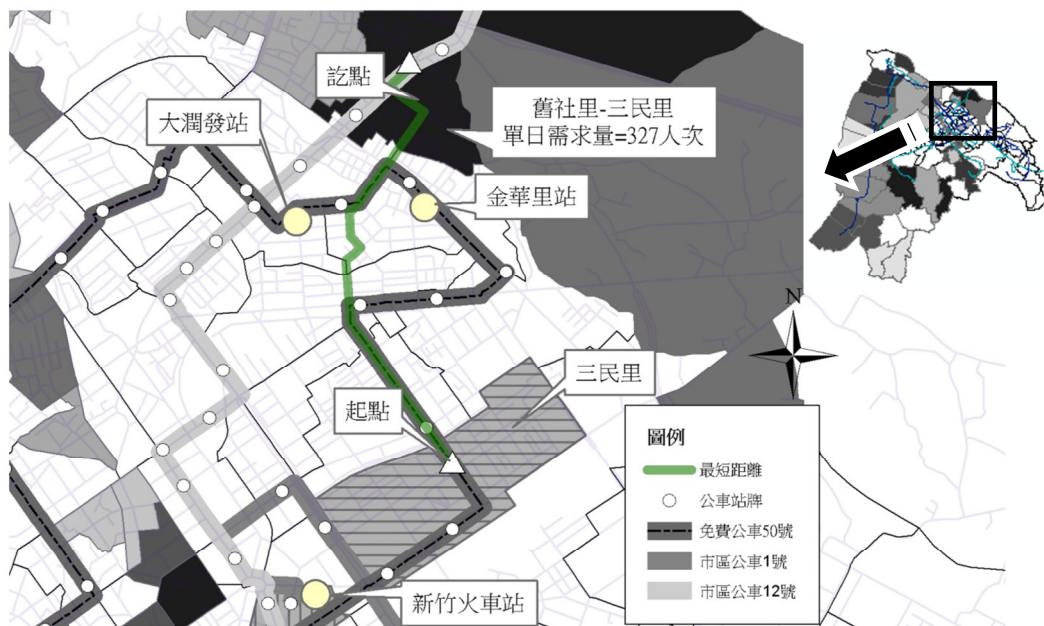 訖點
大潤發站
舊社里-三民里
單日需求量=327人次
金華里站
N
三民里
起點
圖例
最短距離
公車站牌
免費公車50號
市區公車1號
市區公車12號
新竹火車站